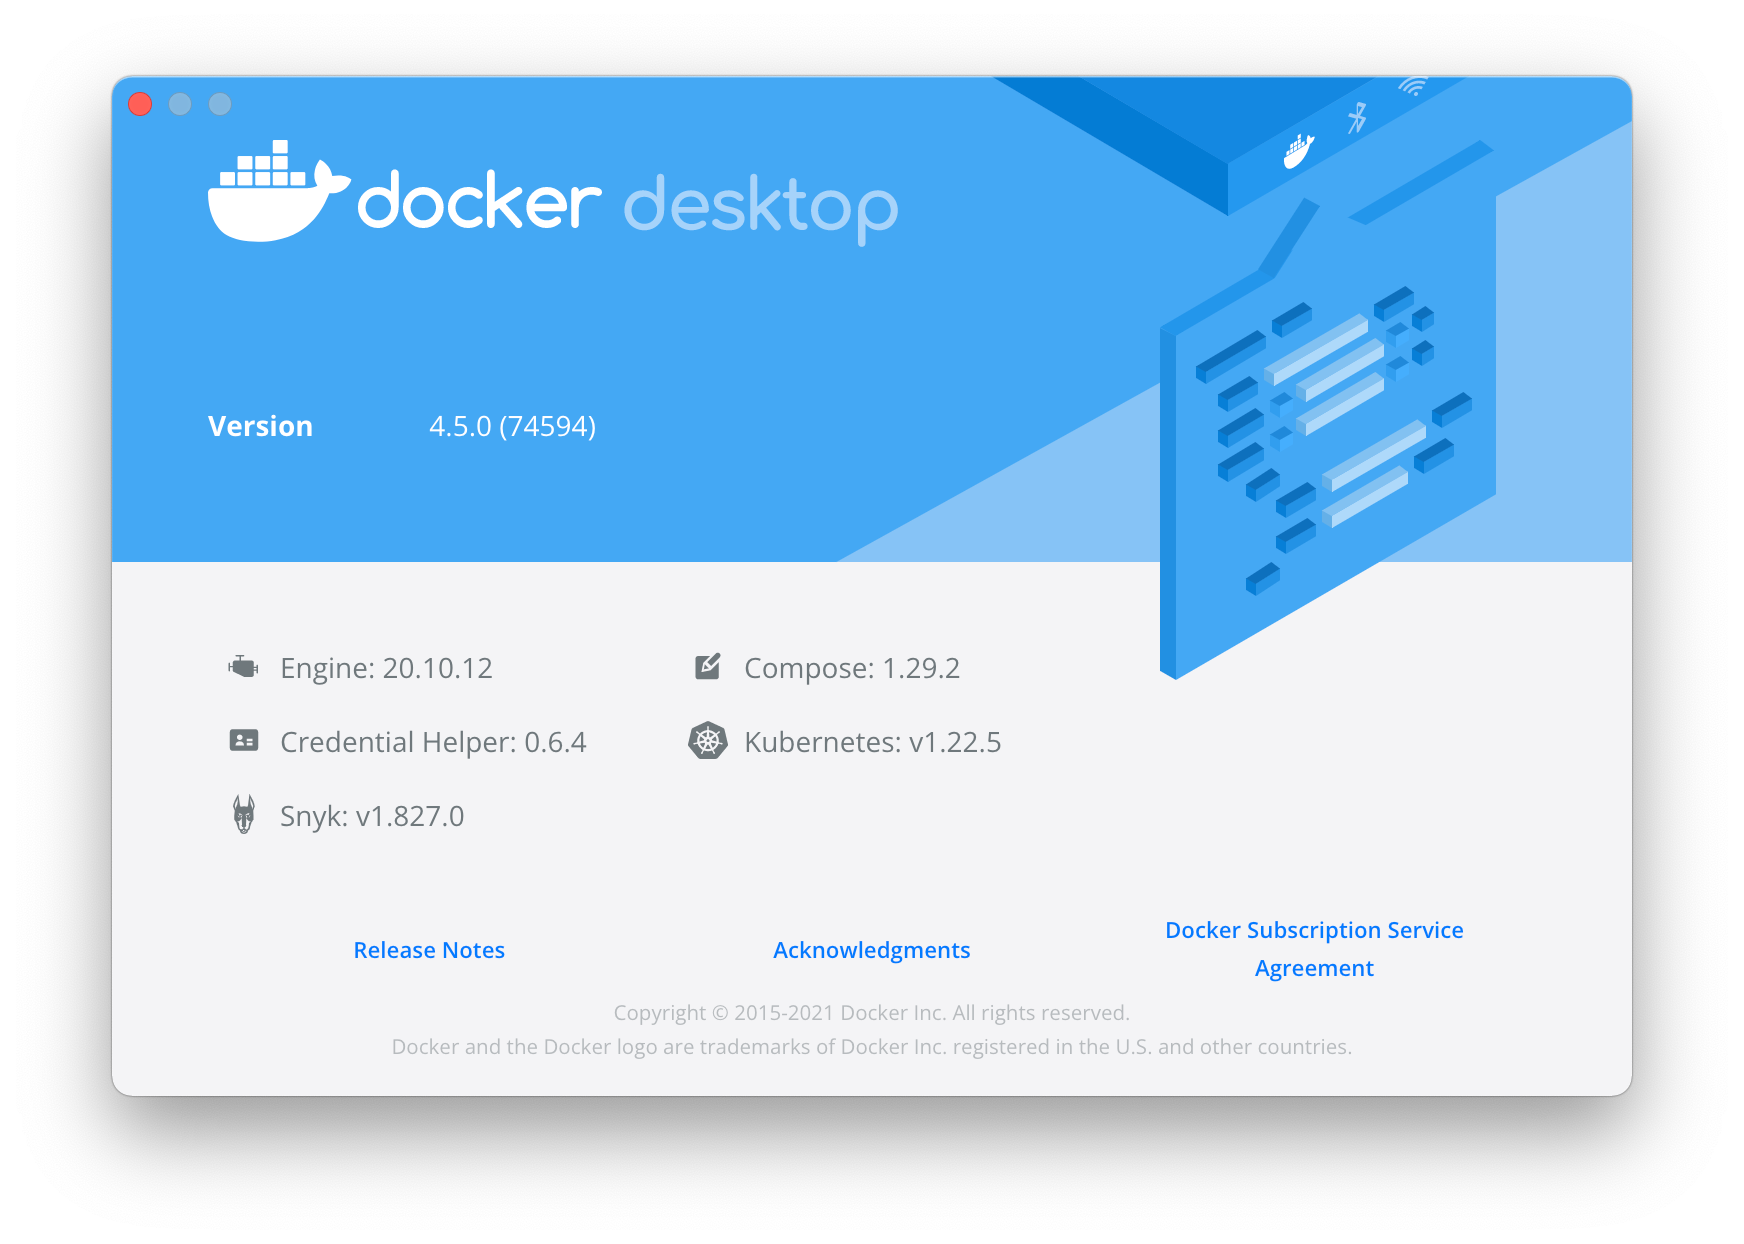 docker desktop
Version 4.5.0 (74594)
Engine: 20.10.12
Compose: 1.29.2
Credential Helper: 0.6.4
Kubernetes: v1.22.5
Snyk: v1.827.0
Release Notes
Acknowledgments
Docker Subscription Service
Agreement
Copyright © 2015-2021 Docker Inc. All rights reserved.
Docker and the Docker logo are trademarks of Docker Inc. registered in the U.S. and other countries.